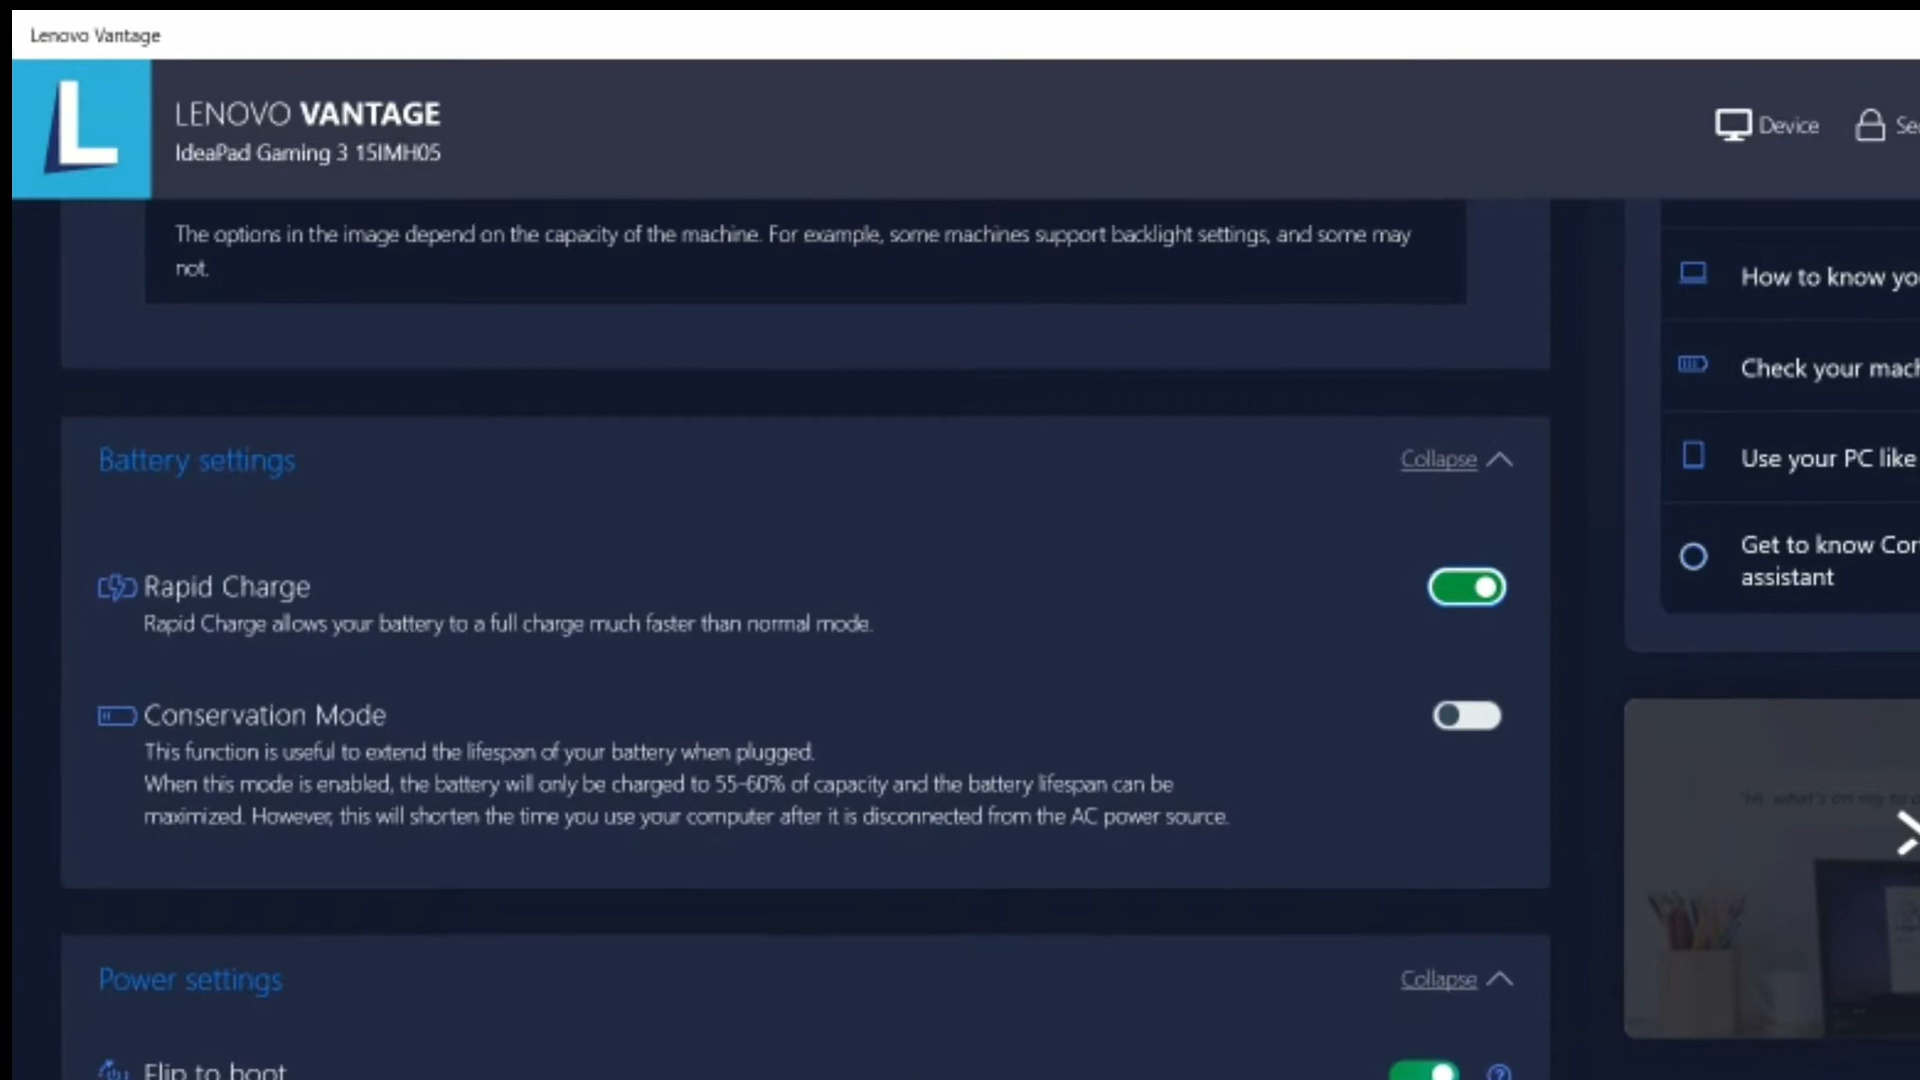 Lenovo Vantage
LENOVO VANTAGE
IdeaPad Gaming 3 15IMH05
Device
The options in the image depend on the capacity of the machine. For example, some machines support backlight settings, and some may
not.
How to know
Check your
Use your PC like
Get to know
assistant
Battery settings
Collapse
Rapid Charge
Rapid Charge allows your battery to a full charge much faster than normal mode.
Conservation Mode
This function is useful to extend the lifespan of your battery when plugged.
When this mode is enabled, the battery will only be charged to 55-60% of capacity and the battery lifespan can be
maximized. However, this will shorten the time you use your computer after it is disconnected from the AC power source.
Power settings
Collapse
Flip to boot